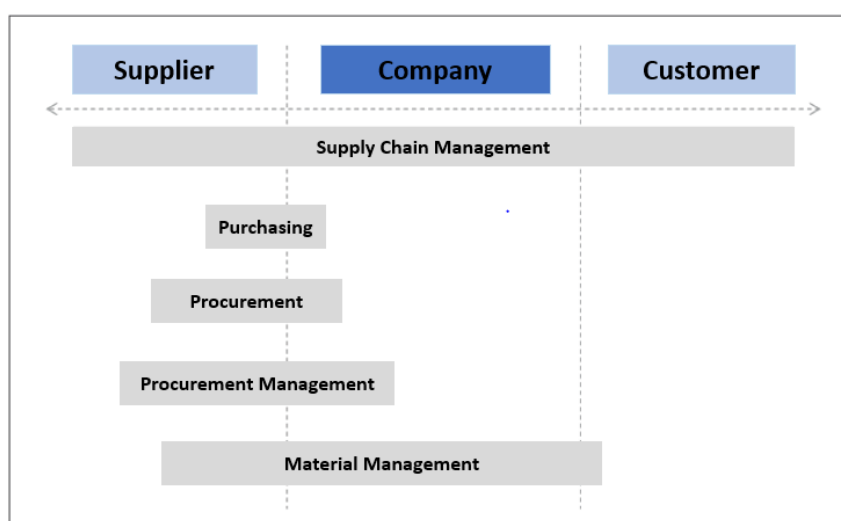 Supplier
Company
Customer
Supply Chain Management
Purchasing
Procurement
Procurement Management
Material Management